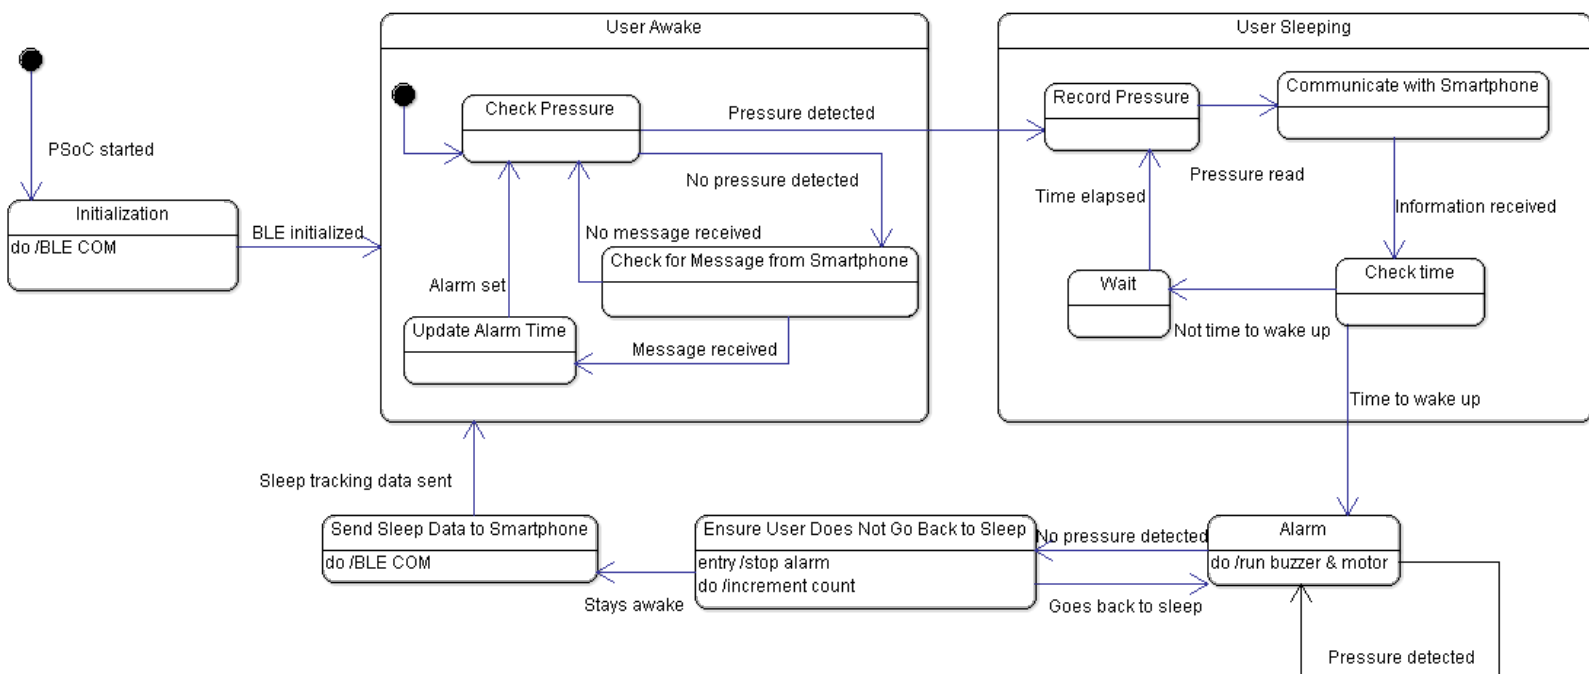 User Awake
User Sleeping
Check Pressure
Pressure detected
Record Pressure
Communicate with Smartphone
PSoC started
No pressure detected
Pressure read
Time elapsed
Information received
Initialization
do /BLE COM
BLE initialized
No message received
Check for Message from Smartphone
Alarm set
Wait
Check time
Update Alarm Time
Message received
Not time to wake up
Time to wake up
Sleep tracking data sent
Send Sleep Data to Smartphone
do /BLE COM
Ensure User Does Not Go Back to Sleep
entry /stop alarm
do /increment count
No pressure detected
Alarm
do /run buzzer & motor
Stays awake
Goes back to sleep
Pressure detected